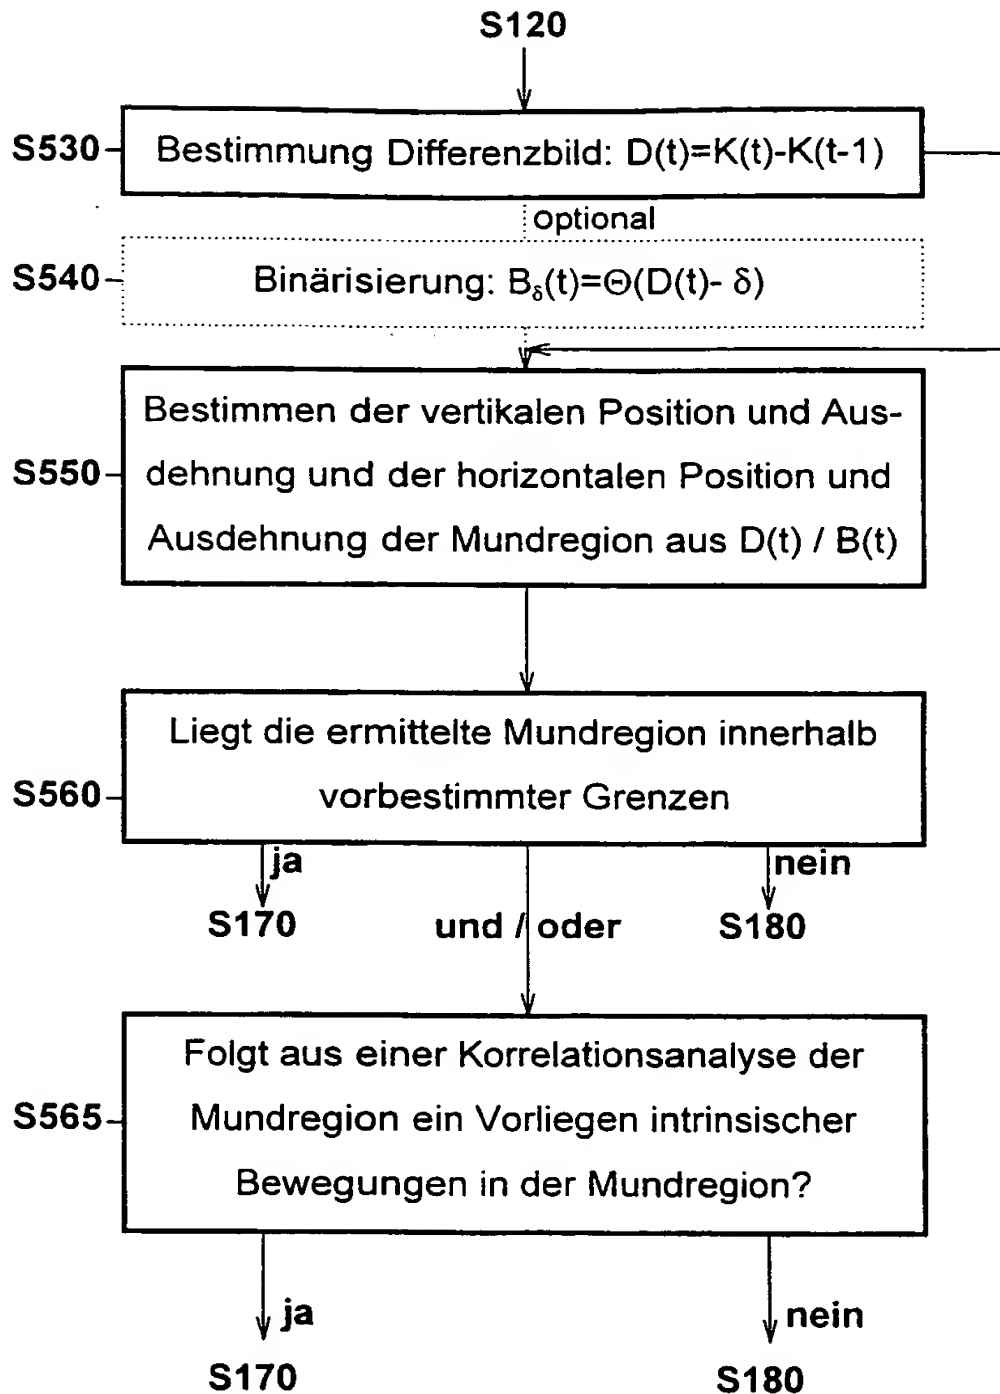 S120
S530
Bestimmung Differenzbild: D(t)=K(t)-K(t-1)
optional
S540
Binärisierung: Bδ(t)=Θ(D(t)- δ)
Bestimmen der vertikalen Position und Aus-
S550
dehnung und der horizontalen Position und
Ausdehnung der Mundregion aus D(t) / B(t)
Liegt die ermittelte Mundregion innerhalb
S560
vorbestimmter Grenzen
ja
nein
S170
und / oder
S180
Folgt aus einer Korrelationsanalyse der
S565
Mundregion ein Vorliegen intrinsischer
Bewegungen in der Mundregion?
ja
nein
S170
S180